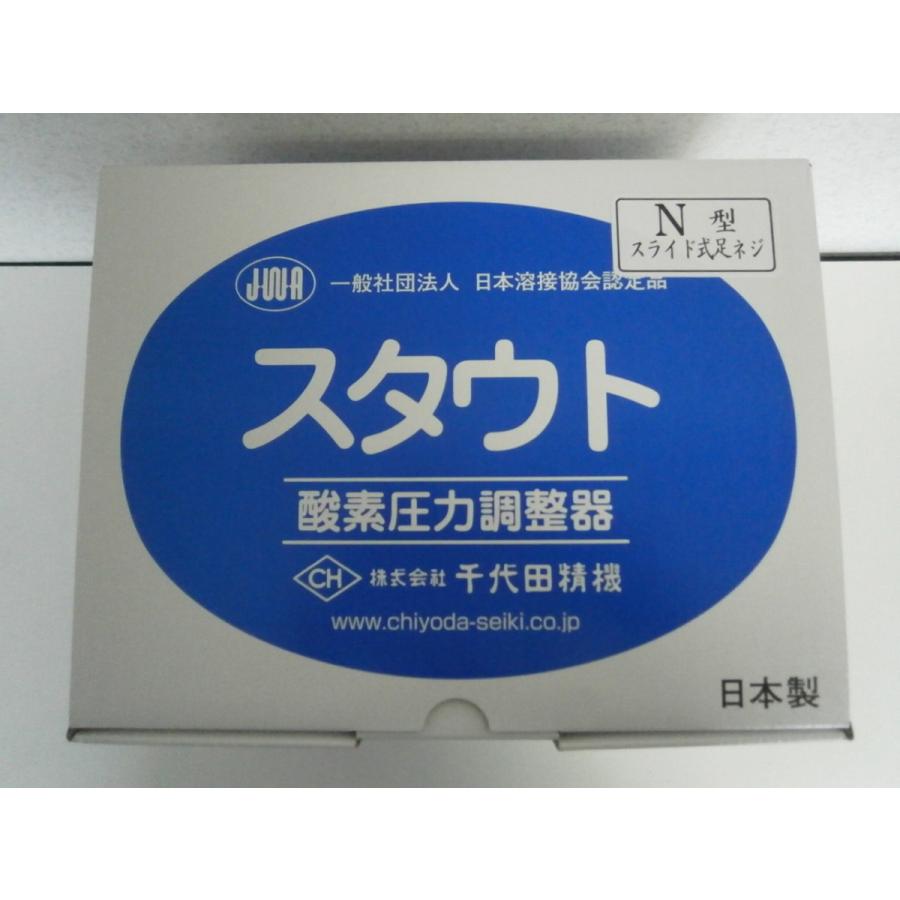 N 型
スライド式足ネジ
JWA 一般社団法人 日本溶接協会認定品
スタウト
酸素圧力調整器
CH 株式会社 千代田精機
www.chiyoda-seiki.co.jp
日本製